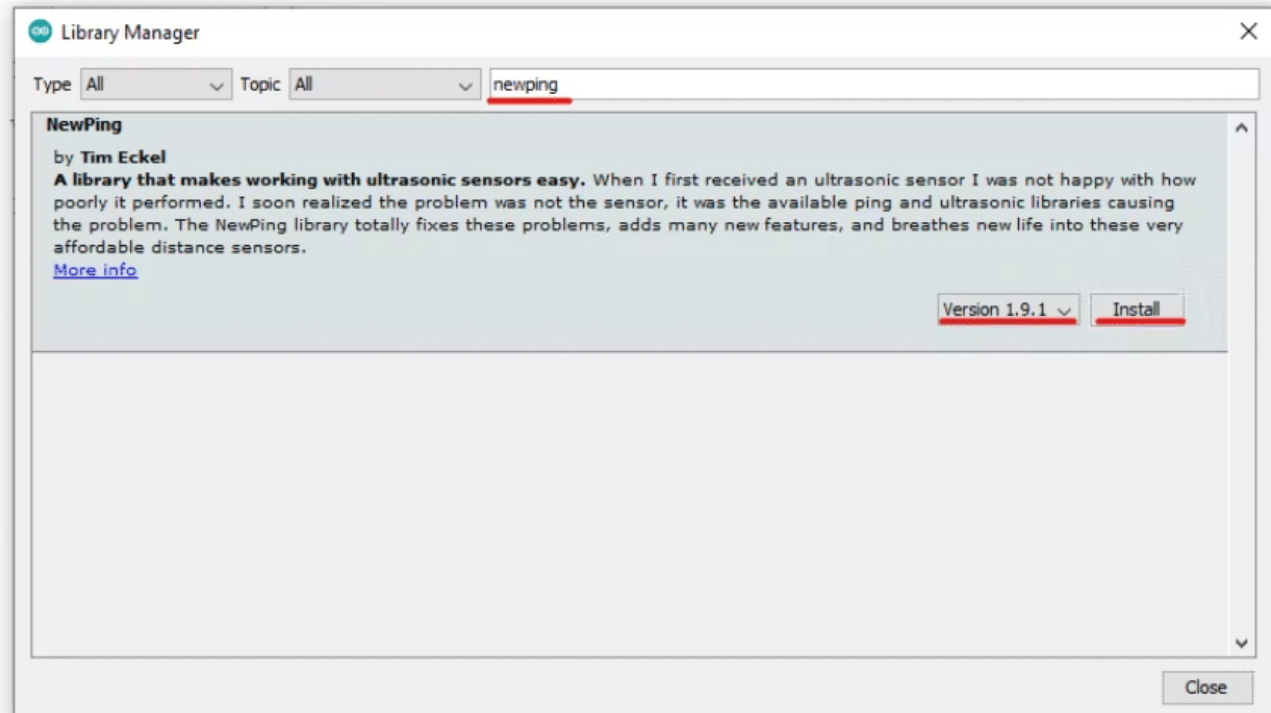 Library Manager
Type All Topic All newping
NewPing
by Tim Eckel
A library that makes working with ultrasonic sensors easy. When I first received an ultrasonic sensor I was not happy with how
poorly it performed. I soon realized the problem was not the sensor, it was the available ping and ultrasonic libraries causing
the problem. The NewPing library totally fixes these problems, adds many new features, and breathes new life into these very
affordable distance sensors.
More info
Version 1.9.1 Install
Close